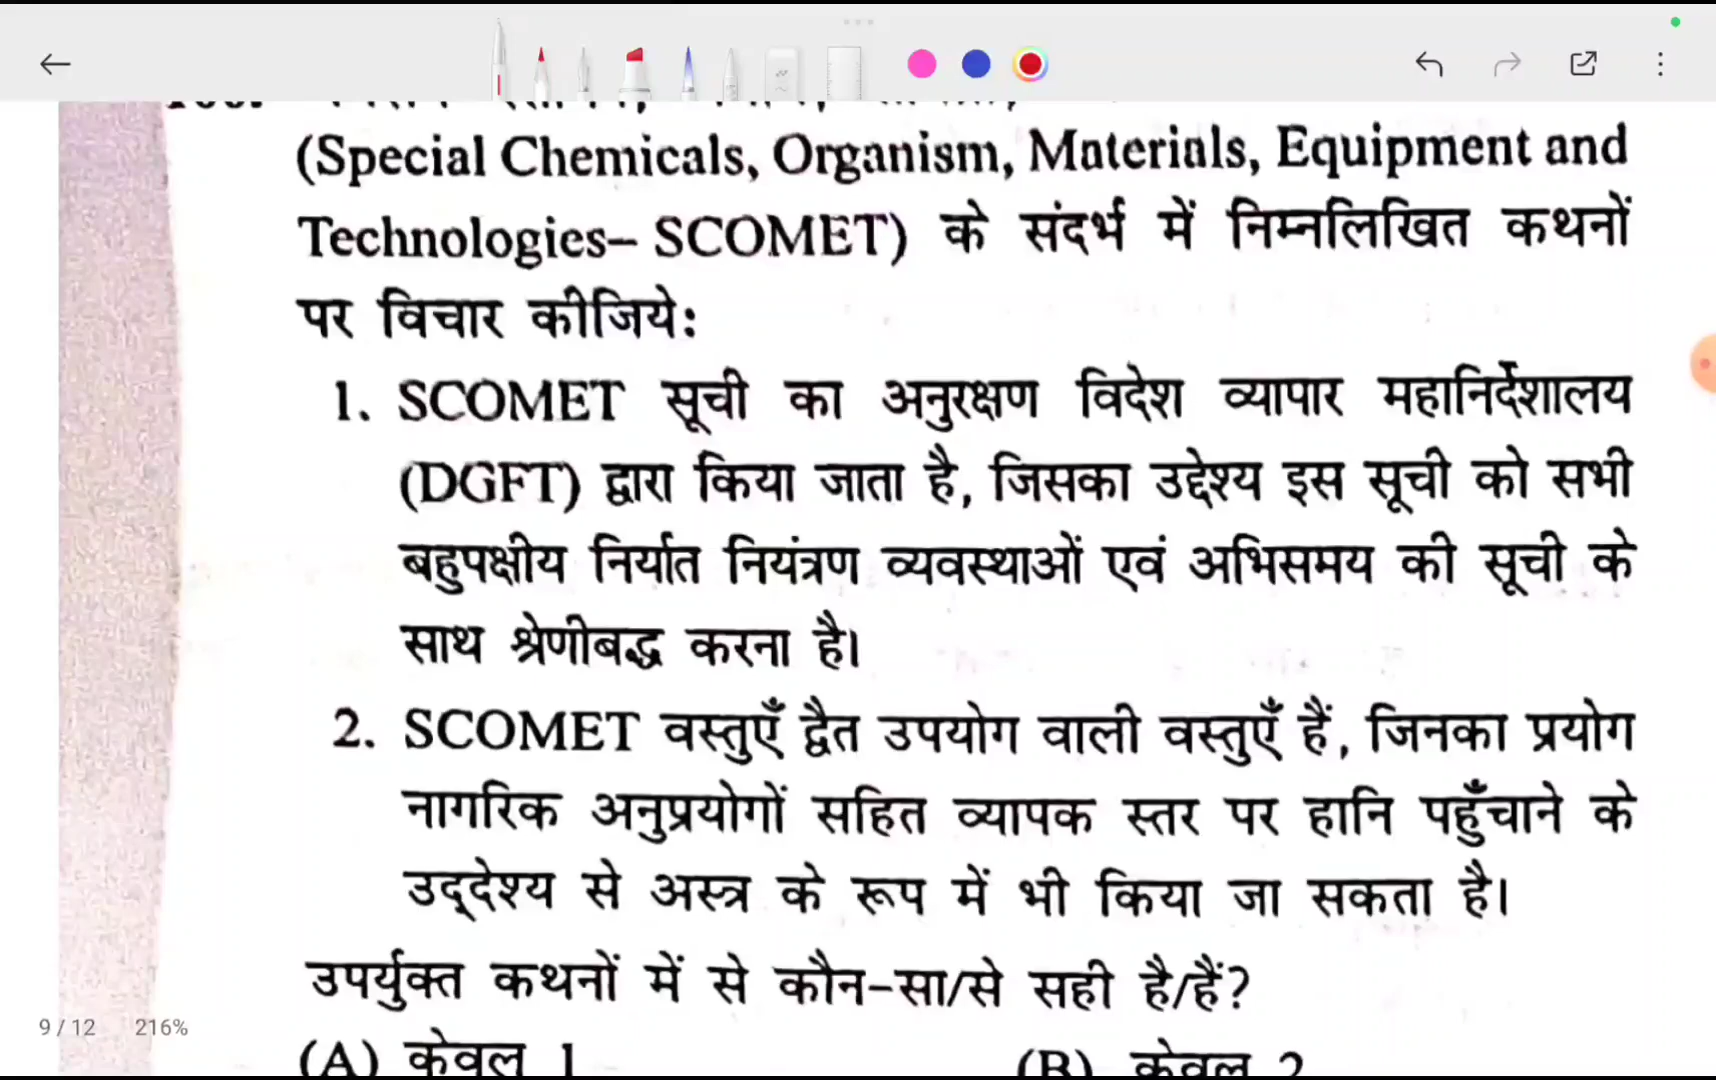 (Special Chemicals, Organism, Materials, Equipment and
Technologies– SCOMET) के संदर्भ में निम्नलिखित कथनों
पर विचार कीजिये:
1. SCOMET सूची का अनुरक्षण विदेश व्यापार महानिर्देशालय
(DGFT) द्वारा किया जाता है, जिसका उद्देश्य इस सूची को सभी
बहुपक्षीय निर्यात नियंत्रण व्यवस्थाओं एवं अभिसमय की सूची के
साथ श्रेणीबद्ध करना है।
2. SCOMET वस्तुएँ द्वैत उपयोग वाली वस्तुएँ हैं, जिनका प्रयोग
नागरिक अनुप्रयोगों सहित व्यापक स्तर पर हानि पहुँचाने के
उद्देश्य से अस्त्र के रूप में भी किया जा सकता है।
उपर्युक्त कथनों में से कौन-सा/से सही है/हैं?
9 / 12 216%
(A) केवल 1 (B) केवल 2